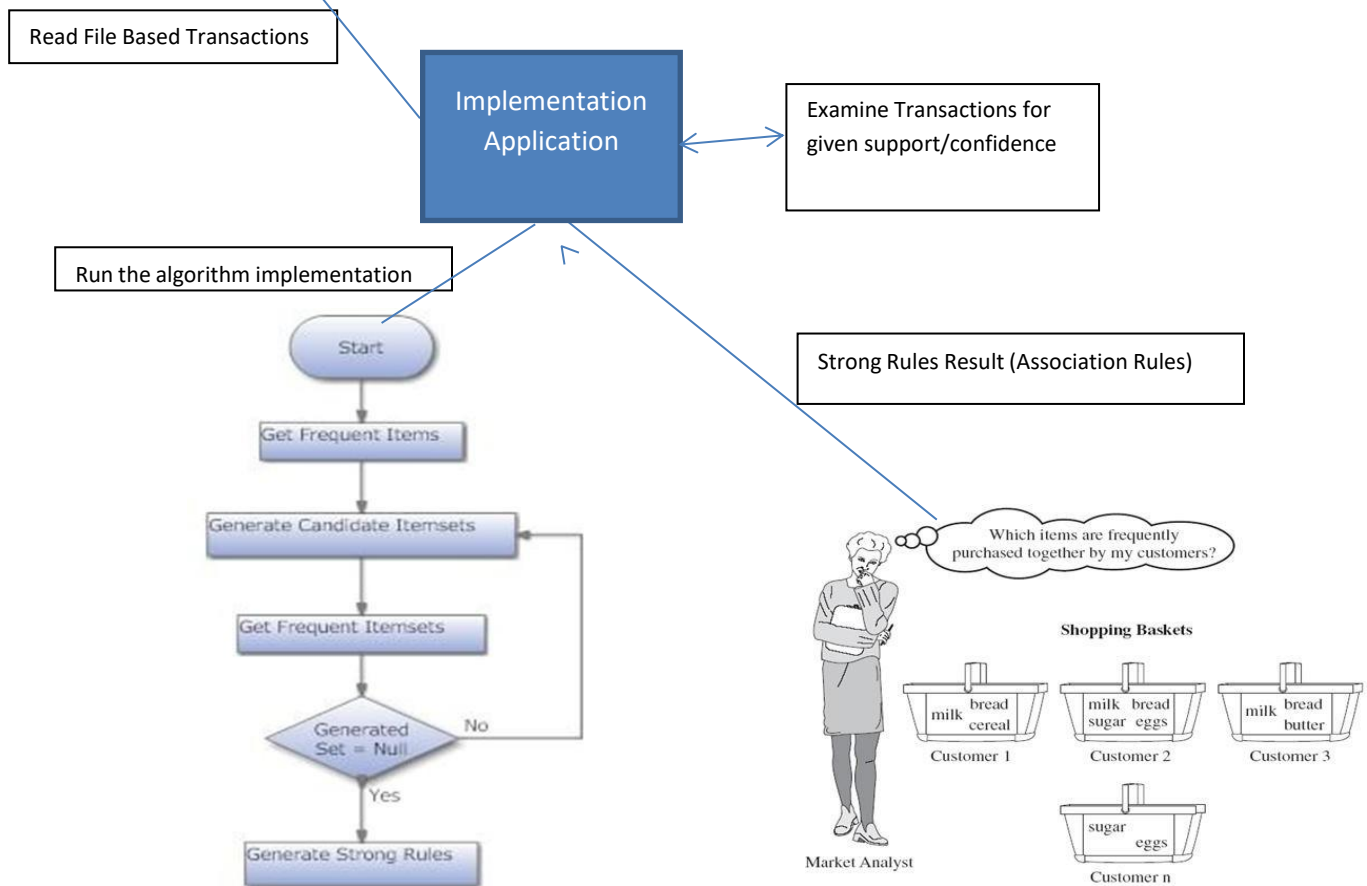 Read File Based Transactions
Implementation
Application
Examine Transactions for
given support/confidence
Run the algorithm implementation
Start
Get Frequent Items
Generate Candidate Itemsets
Get Frequent Itemsets
Generated
Set = Null
No
Yes
Generate Strong Rules
Strong Rules Result (Association Rules)
Which items are frequently
purchased together by my customers?
Shopping Baskets
milk bread
cereal
Customer 1
milk bread
sugar eggs
Customer 2
milk bread
butter
Customer 3
sugar
eggs
Customer n
Market Analyst